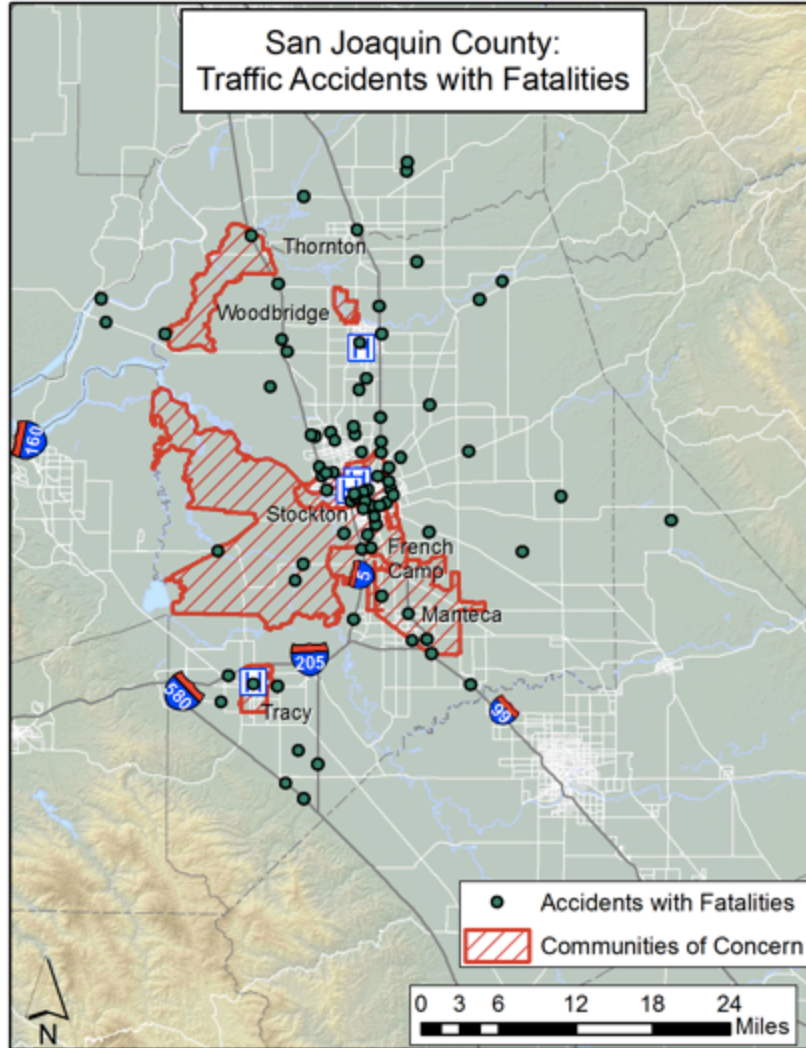 San Joaquin County:
Traffic Accidents with Fatalities
Thornton
Woodbridge
H
160
H
H
Stockton
French
Camp
5
Manteca
205
H
580
Tracy
99
Accidents with Fatalities
Communities of Concern
0 3 6 12 18 24
Miles
N